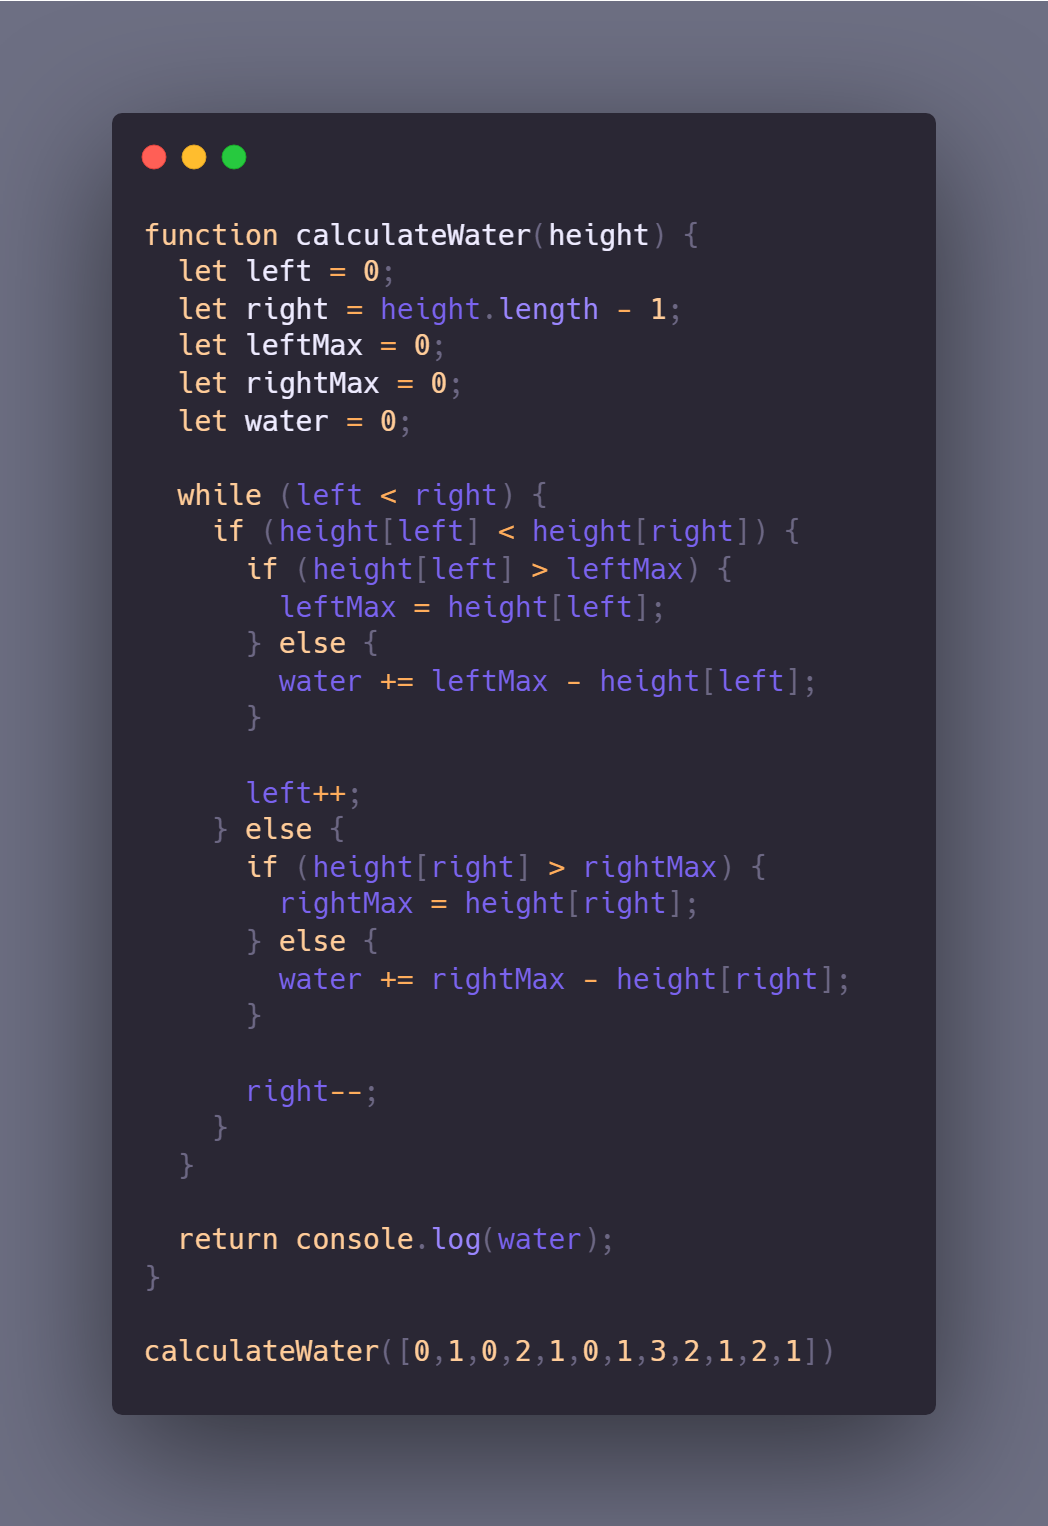 function calculateWater(height) {
  let left = 0;
  let right = height.length - 1;
  let leftMax = 0;
  let rightMax = 0;
  let water = 0;

  while (left < right) {
    if (height[left] < height[right]) {
      if (height[left] > leftMax) {
        leftMax = height[left];
      } else {
        water += leftMax - height[left];
      }

      left++;
    } else {
      if (height[right] > rightMax) {
        rightMax = height[right];
      } else {
        water += rightMax - height[right];
      }

      right--;
    }
  }

  return console.log(water);
}

calculateWater([0,1,0,2,1,0,1,3,2,1,2,1])